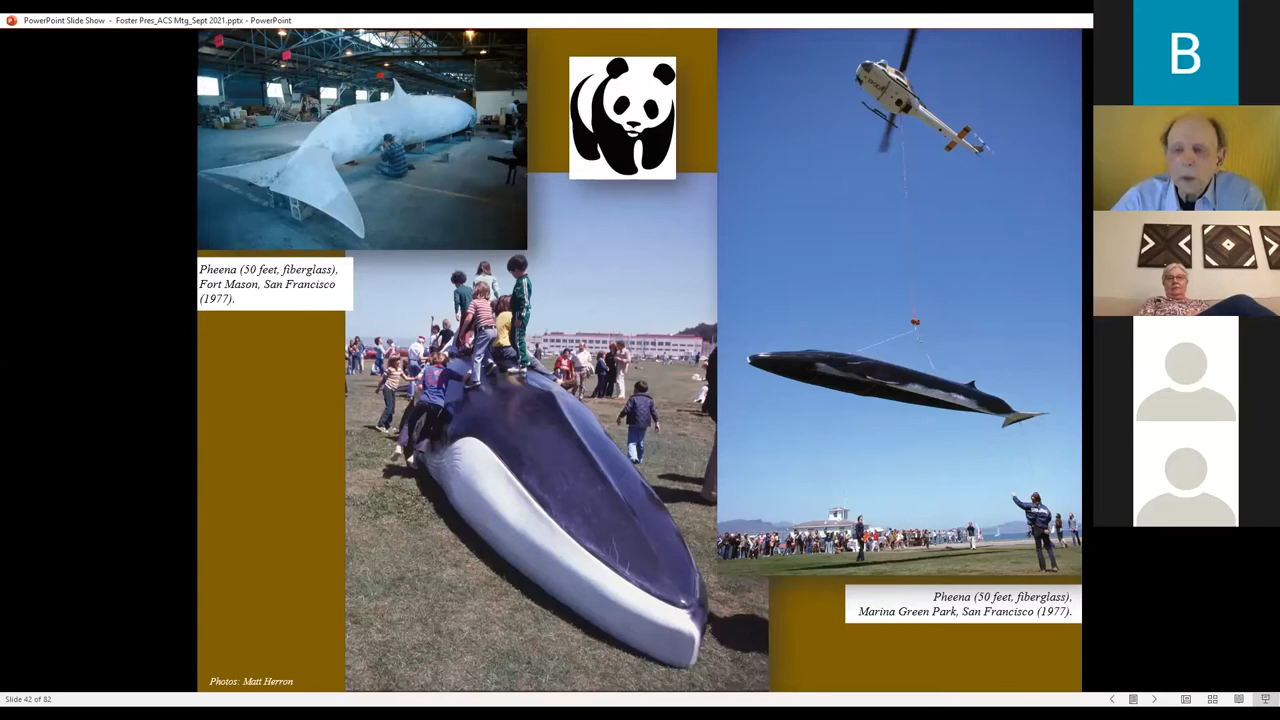 PowerPoint Slide Show - Foster Pres_ACS Mtg_Sept 2021.pptx - PowerPoint
B
Pheena (50 feet, fiberglass),
Fort Mason, San Francisco
(1977).
Pheena (50 feet, fiberglass),
Marina Green Park, San Francisco (1977).
Photos: Matt Herron
Slide 42 of 82